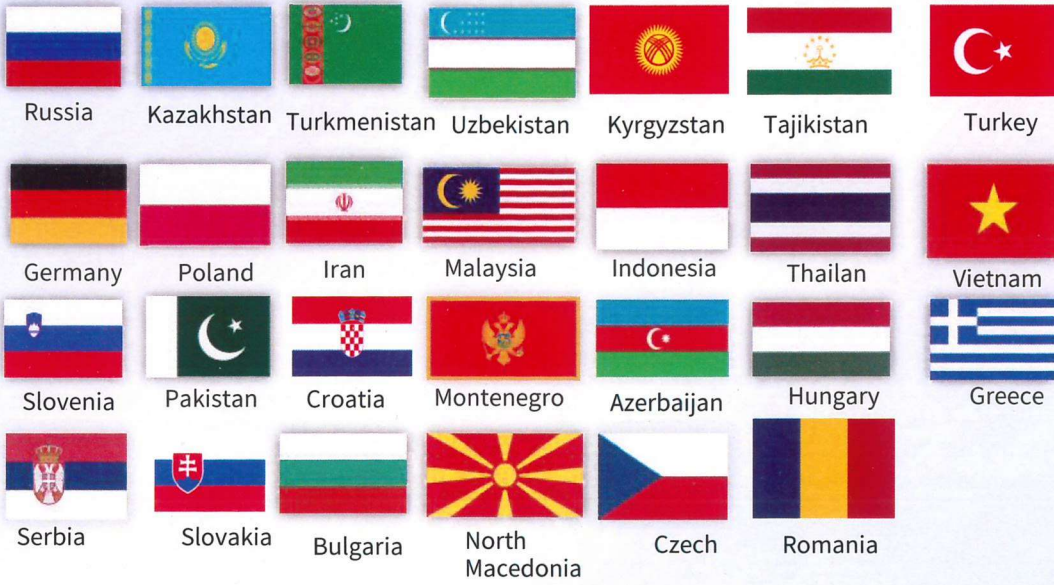 Russia
Kazakhstan
Turkmenistan
Uzbekistan
Kyrgyzstan
Tajikistan
Turkey
Germany
Poland
Iran
Malaysia
Indonesia
Thailan
Vietnam
Slovenia
Pakistan
Croatia
Montenegro
Azerbaijan
Hungary
Greece
Serbia
Slovakia
Bulgaria
North
Macedonia
Czech
Romania